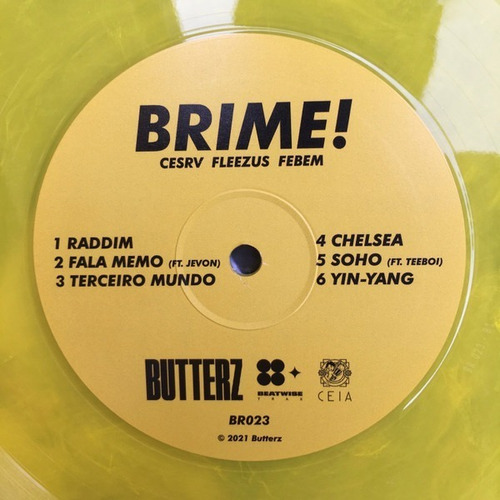 BRIME!
CESRV FLEEZUS FEBEM
1 RADDIM
2 FALA MEMO (FT. JEVON)
3 TERCEIRO MUNDO
4 CHELSEA
5 SOHO (FT. TEEBOI)
6 YIN-YANG
BUTTERZ
BEATWISE
CEIA
BR023
© 2021 Butterz